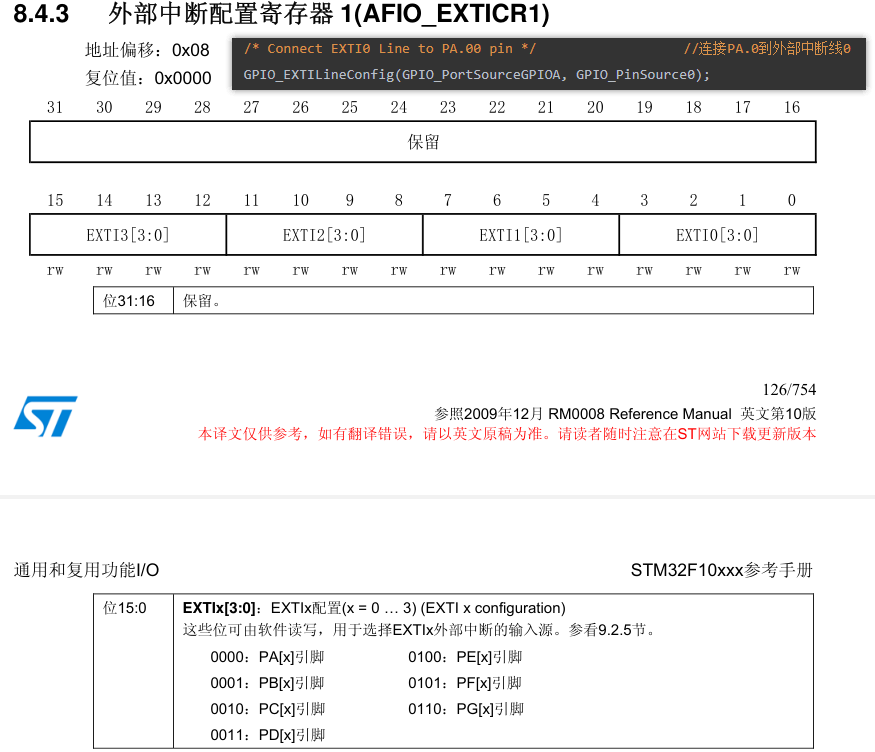 8.4.3 外部中断配置寄存器 1(AFIO_EXTICR1)
地址偏移：0x08
复位值：0x0000
/* Connect EXTI0 Line to PA.00 pin */ //连接PA.0到外部中断线0
GPIO_EXTILineConfig(GPIO_PortSourceGPIOA, GPIO_PinSource0);
31 30 29 28 27 26 25 24 23 22 21 20 19 18 17 16
保留
15 14 13 12 11 10 9 8 7 6 5 4 3 2 1 0
EXTI3[3:0] EXTI2[3:0] EXTI1[3:0] EXTI0[3:0]
rw rw rw rw rw rw rw rw rw rw rw rw rw rw rw rw
位31:16 保留。
126/754
ST
参照2009年12月 RM0008 Reference Manual 英文第10版
本译文仅供参考，如有翻译错误，请以英文原稿为准。请读者随时注意在ST网站下载更新版本
通用和复用功能I/O STM32F10xxx参考手册
位15:0 EXTIx[3:0]：EXTIx配置(x = 0 … 3) (EXTI x configuration)
这些位可由软件读写，用于选择EXTIx外部中断的输入源。参看9.2.5节。
0000：PA[x]引脚 0100：PE[x]引脚
0001：PB[x]引脚 0101：PF[x]引脚
0010：PC[x]引脚 0110：PG[x]引脚
0011：PD[x]引脚